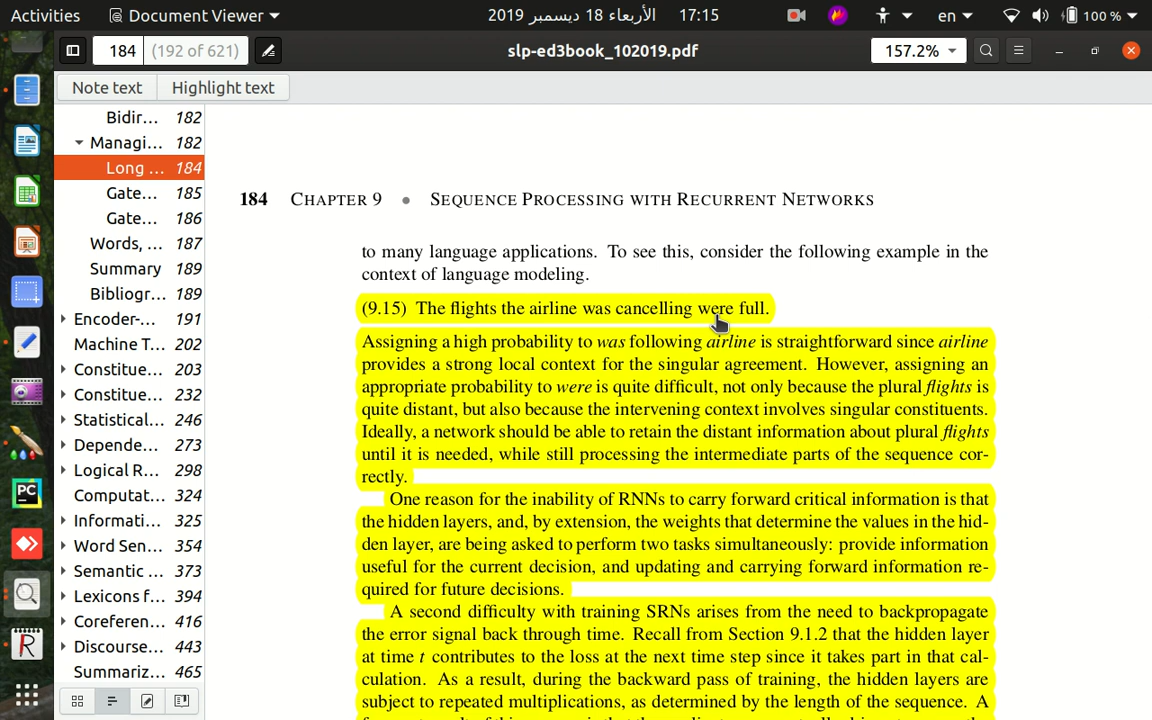 Activities
Document Viewer
الأربعاء 18 ديسمبر 2019
17:15
en
100 %
184
(192 of 621)
slp-ed3book_102019.pdf
157.2%
Note text
Highlight text
Bidir... 182
Managi... 182
Long ... 184
Gate... 185
Gate... 186
Words, ... 187
Summary 189
Bibliogr... 189
Encoder-... 191
Machine T... 202
Constitue... 203
Constitue... 232
Statistical... 246
Depende... 273
Logical R... 298
Computat... 324
Informati... 325
Word Sen... 354
Semantic ... 373
Lexicons f... 394
Coreferen... 416
Discourse... 443
Summariz... 465
PC
R
184 CHAPTER 9 • SEQUENCE PROCESSING WITH RECURRENT NETWORKS
to many language applications. To see this, consider the following example in the
context of language modeling.
(9.15) The flights the airline was cancelling were full.
Assigning a high probability to was following airline is straightforward since airline
provides a strong local context for the singular agreement. However, assigning an
appropriate probability to were is quite difficult, not only because the plural flights is
quite distant, but also because the intervening context involves singular constituents.
Ideally, a network should be able to retain the distant information about plural flights
until it is needed, while still processing the intermediate parts of the sequence cor-
rectly.
One reason for the inability of RNNs to carry forward critical information is that
the hidden layers, and, by extension, the weights that determine the values in the hid-
den layer, are being asked to perform two tasks simultaneously: provide information
useful for the current decision, and updating and carrying forward information re-
quired for future decisions.
A second difficulty with training SRNs arises from the need to backpropagate
the error signal back through time. Recall from Section 9.1.2 that the hidden layer
at time t contributes to the loss at the next time step since it takes part in that cal-
culation. As a result, during the backward pass of training, the hidden layers are
subject to repeated multiplications, as determined by the length of the sequence. A